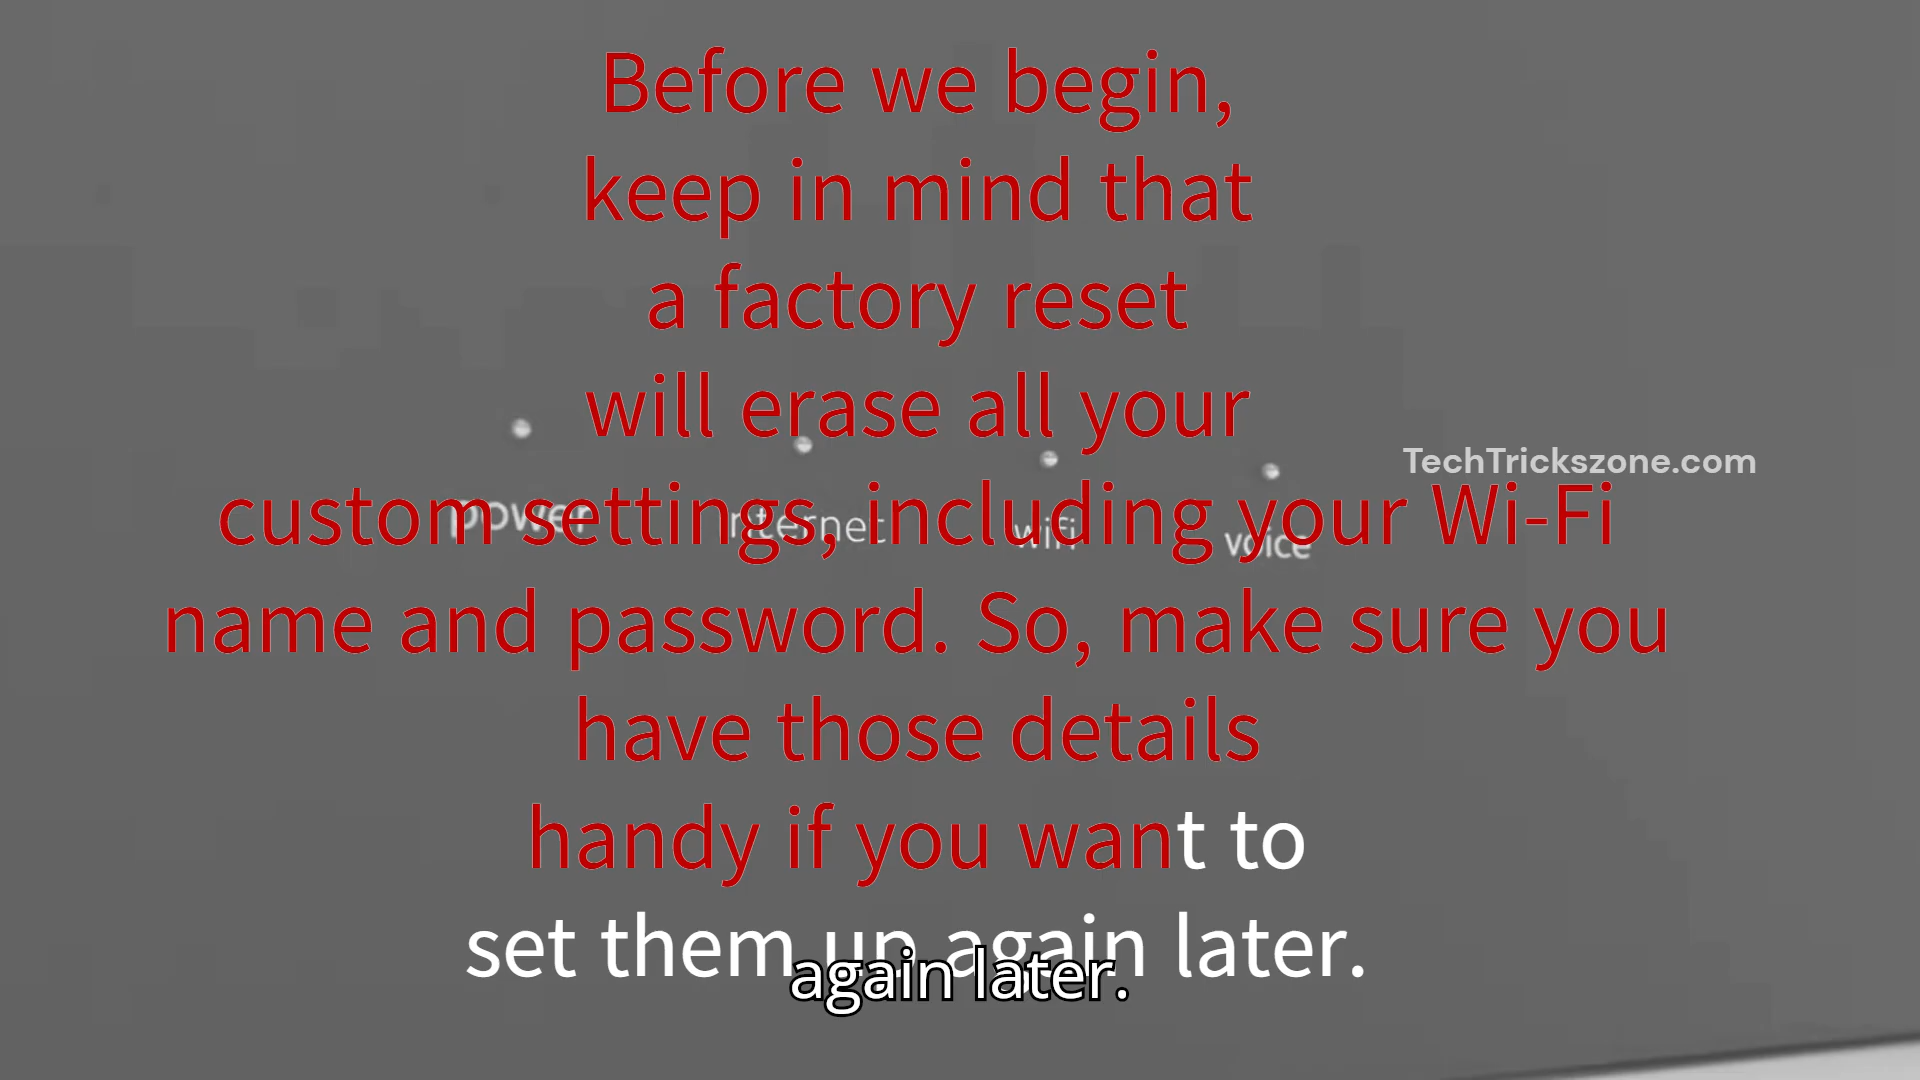 Before we begin,
keep in mind that
a factory reset
will erase all your
TechTrickszone.com
custom settings, including your Wi-Fi
power nternet wifi voice
name and password. So, make sure you
have those details
handy if you want to
set them up again later.
again later.